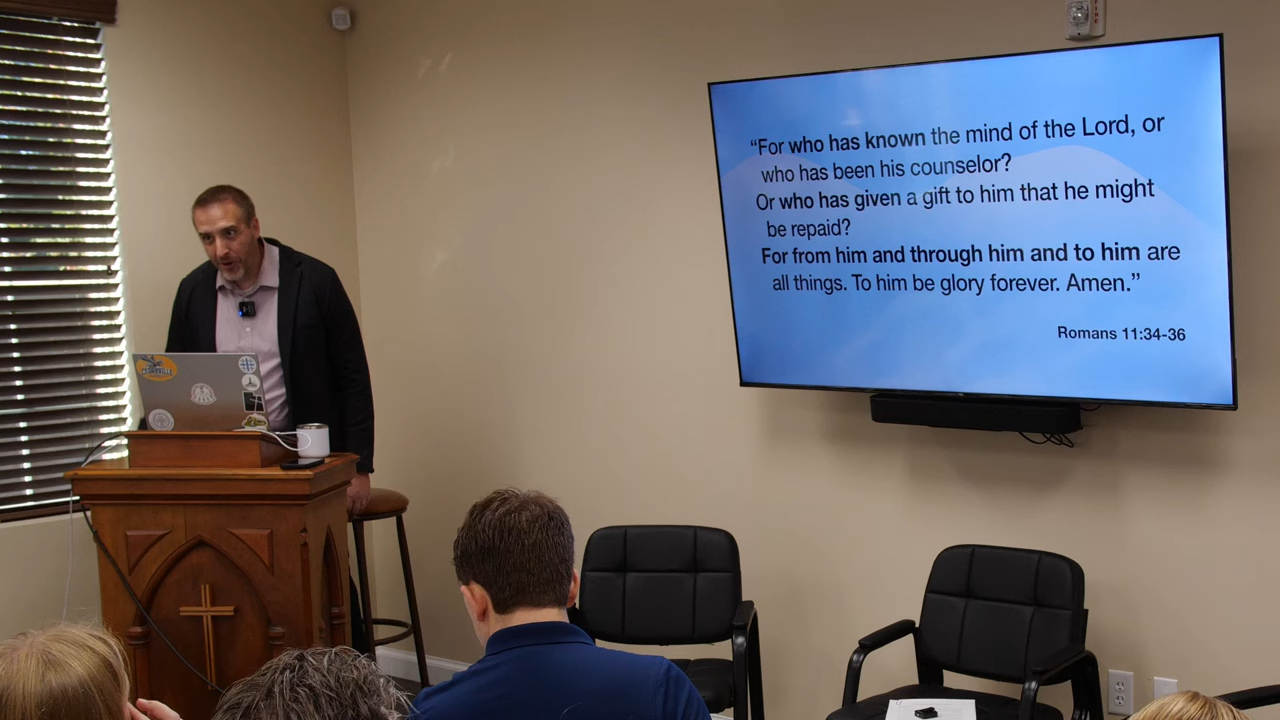 “For who has known the mind of the Lord, or
who has been his counselor?
Or who has given a gift to him that he might
be repaid?
For from him and through him and to him are
all things. To him be glory forever. Amen.”
Romans 11:34-36
CEDARVILLE
FIRE